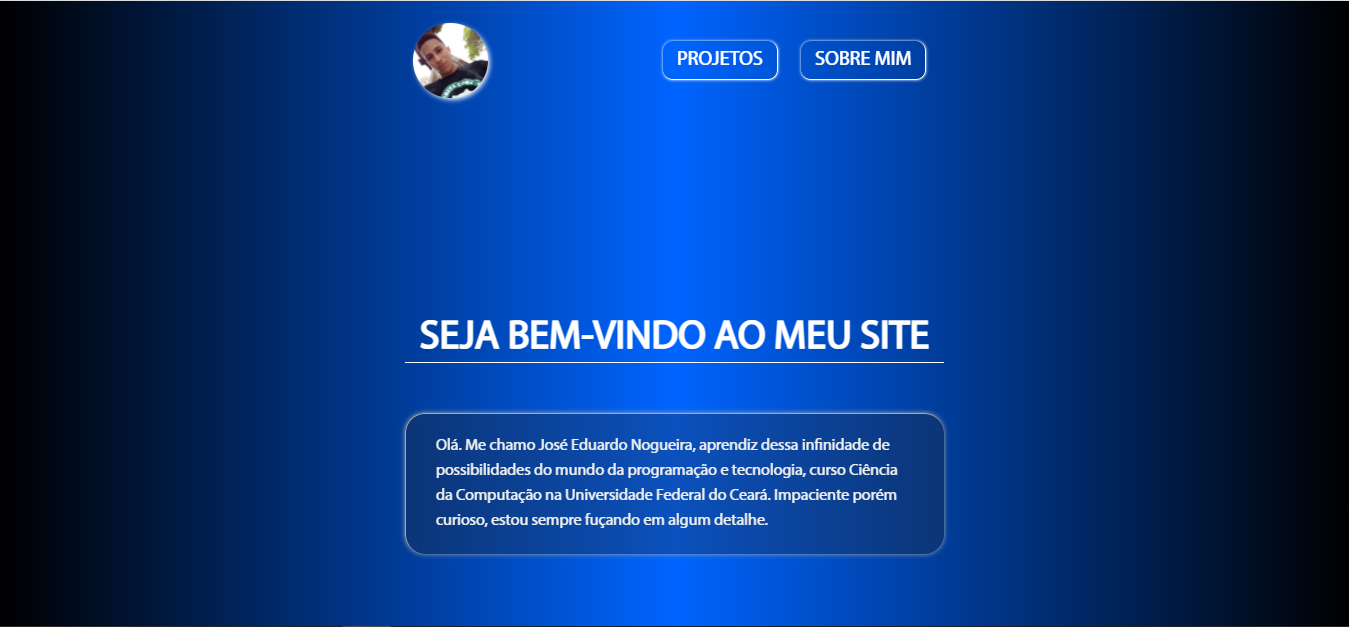 PROJETOS
SOBRE MIM
SEJA BEM-VINDO AO MEU SITE
Olá. Me chamo José Eduardo Nogueira, aprendiz dessa infinidade de
possibilidades do mundo da programação e tecnologia, curso Ciência
da Computação na Universidade Federal do Ceará. Impaciente porém
curioso, estou sempre fuçando em algum detalhe.